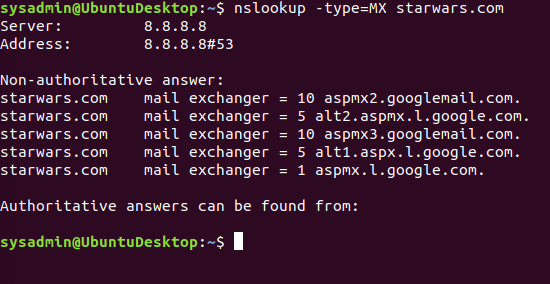 sysadmin@UbuntuDesktop:~$ nslookup -type=MX starwars.com
Server:         8.8.8.8
Address:        8.8.8.8#53

Non-authoritative answer:
starwars.com    mail exchanger = 10 aspmx2.googlemail.com.
starwars.com    mail exchanger = 5 alt2.aspmx.l.google.com.
starwars.com    mail exchanger = 10 aspmx3.googlemail.com.
starwars.com    mail exchanger = 5 alt1.aspx.l.google.com.
starwars.com    mail exchanger = 1 aspmx.l.google.com.

Authoritative answers can be found from:

sysadmin@UbuntuDesktop:~$